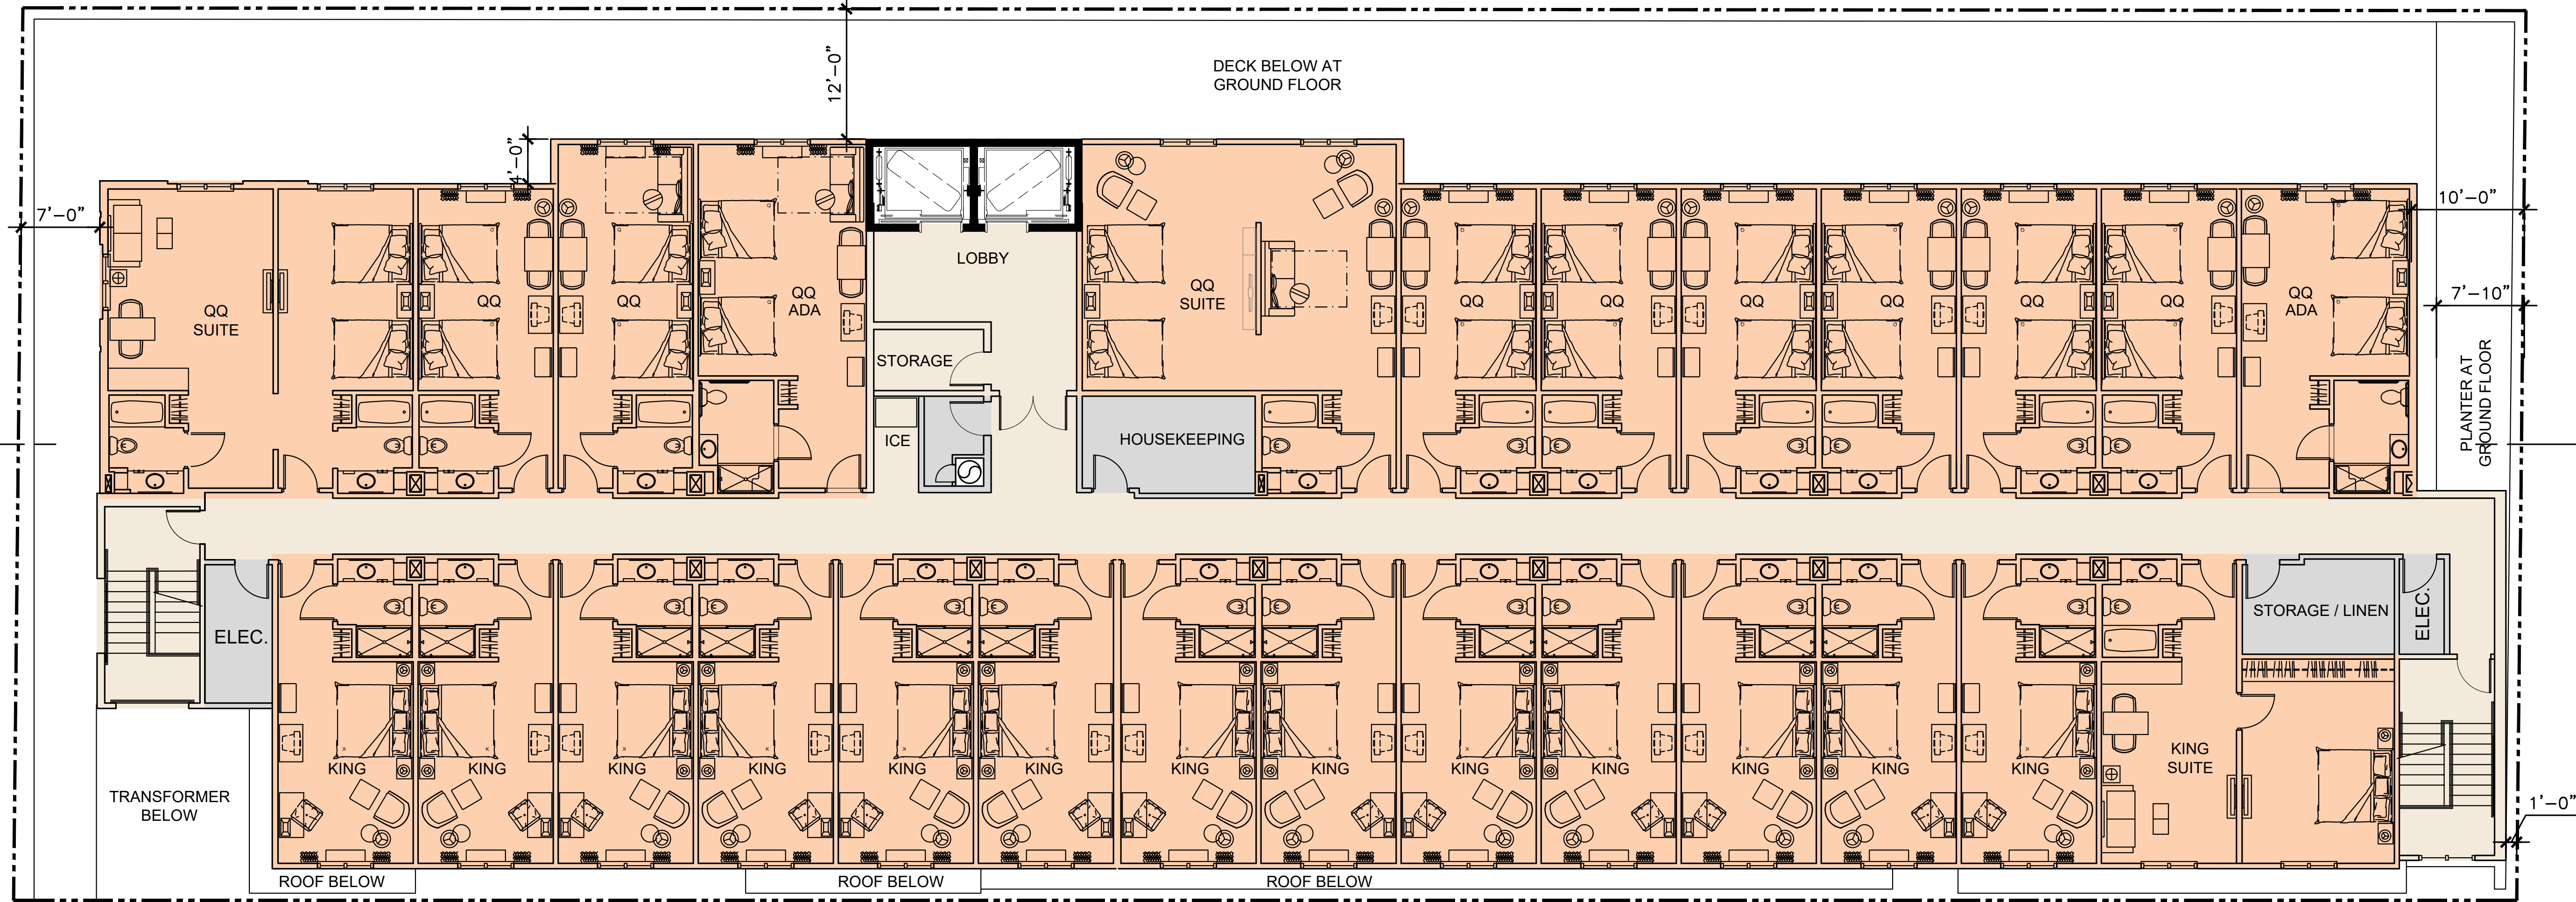 DECK BELOW AT
GROUND FLOOR
12'-0"
4'-0"
7'-0"
10'-0"
7'-10"
PLANTER AT
GROUND FLOOR
QQ
SUITE
QQ
QQ
QQ
ADA
LOBBY
STORAGE
ICE
HOUSEKEEPING
QQ
SUITE
QQ
QQ
QQ
QQ
QQ
QQ
QQ
ADA
ELEC.
STORAGE / LINEN
ELEC.
KING
KING
KING
KING
KING
KING
KING
KING
KING
KING
KING
KING
KING
KING
SUITE
TRANSFORMER
BELOW
1'-0"
ROOF BELOW
ROOF BELOW
ROOF BELOW